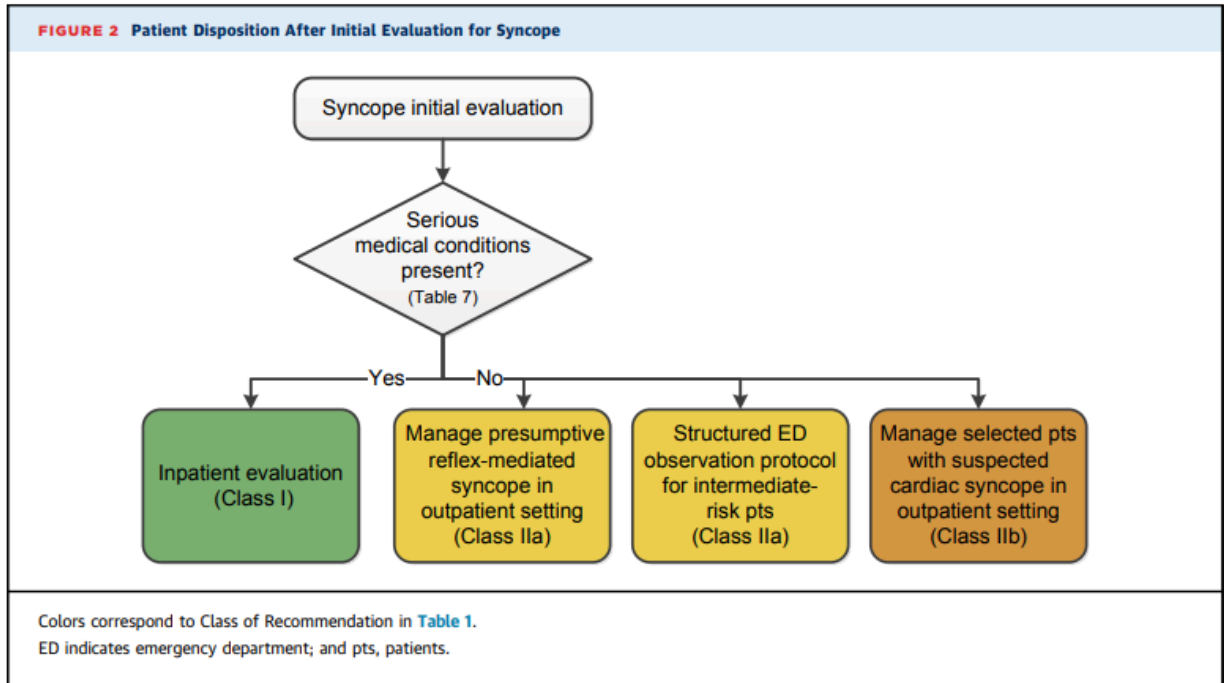 FIGURE 2 Patient Disposition After Initial Evaluation for Syncope
Syncope initial evaluation
Serious
medical conditions
present?
(Table 7)
Yes
No
Inpatient evaluation
(Class I)
Manage presumptive
reflex-mediated
syncope in
outpatient setting
(Class IIa)
Structured ED
observation protocol
for intermediate-
risk pts
(Class IIa)
Manage selected pts
with suspected
cardiac syncope in
outpatient setting
(Class IIb)
Colors correspond to Class of Recommendation in Table 1.
ED indicates emergency department; and pts, patients.